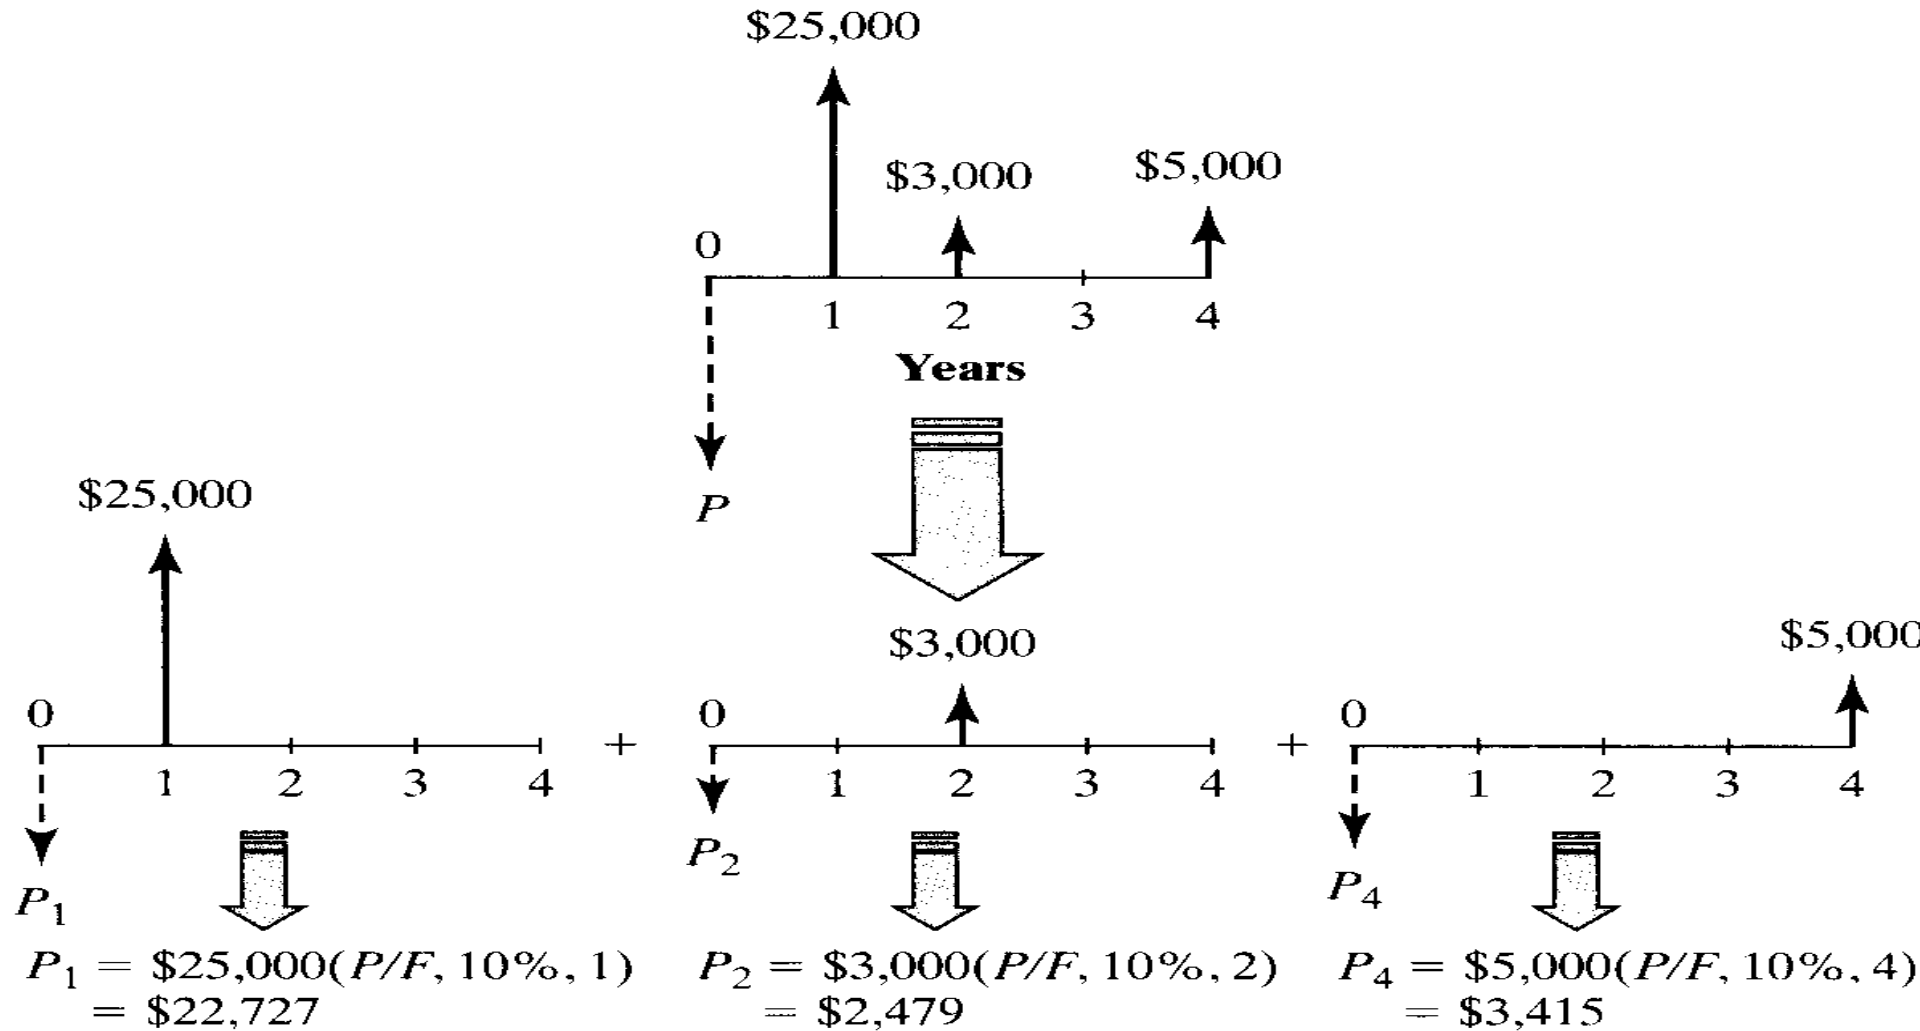 $25,000
$3,000
$5,000
0
1 2 3 4
Years
P
$25,000
$3,000
$5,000
0 0 0
+ +
1 2 3 4 1 2 3 4 1 2 3 4
P₁ P₂ P₄
P₁ = $25,000(P/F, 10%, 1) P₂ = $3,000(P/F, 10%, 2) P₄ = $5,000(P/F, 10%, 4)
= $22,727 = $2,479 = $3,415